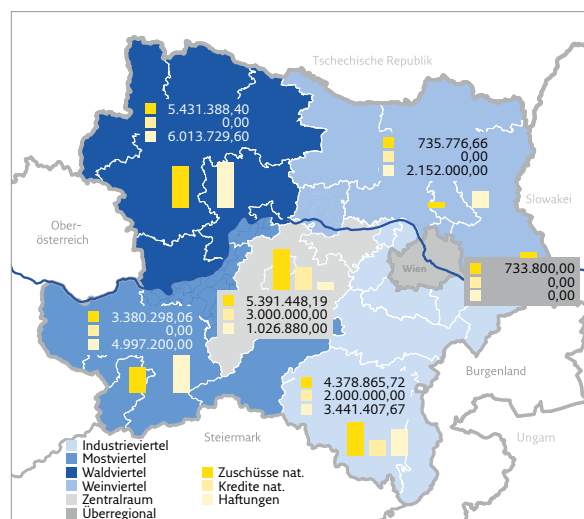 Tschechische Republik
5.431.388,40
0,00
6.013.729,60
735.776,66
0,00
2.152.000,00
Slowakei
Ober-
österreich
Wien
733.800,00
0,00
0,00
5.391.448,19
3.000.000,00
1.026.880,00
3.380.298,06
0,00
4.997.200,00
4.378.865,72
2.000.000,00
3.441.407,67
Burgenland
Steiermark
Ungarn
Industrieviertel
Mostviertel
Waldviertel
Weinviertel
Zentralraum
Überregional
Zuschüsse nat.
Kredite nat.
Haftungen